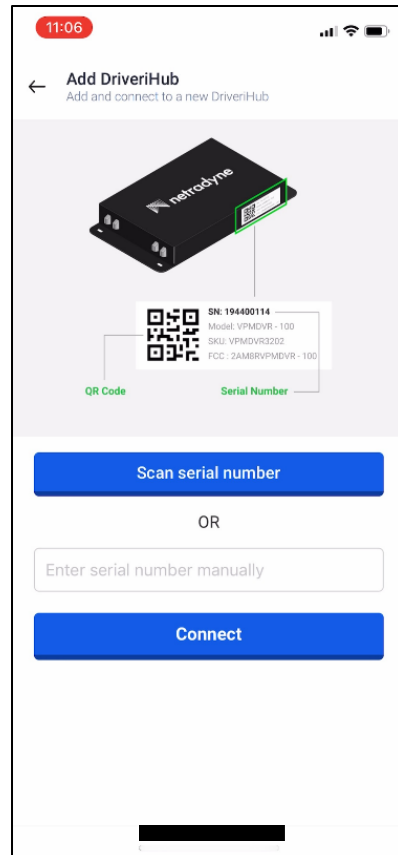 11:06
Add DriveriHub
Add and connect to a new DriveriHub
netradyne
SN: 194400114
Model: VPMDVR - 100
SKU: VPMDVR3202
FCC : 2AM8RVPMDVR - 100
QR Code
Serial Number
Scan serial number
OR
Enter serial number manually
Connect